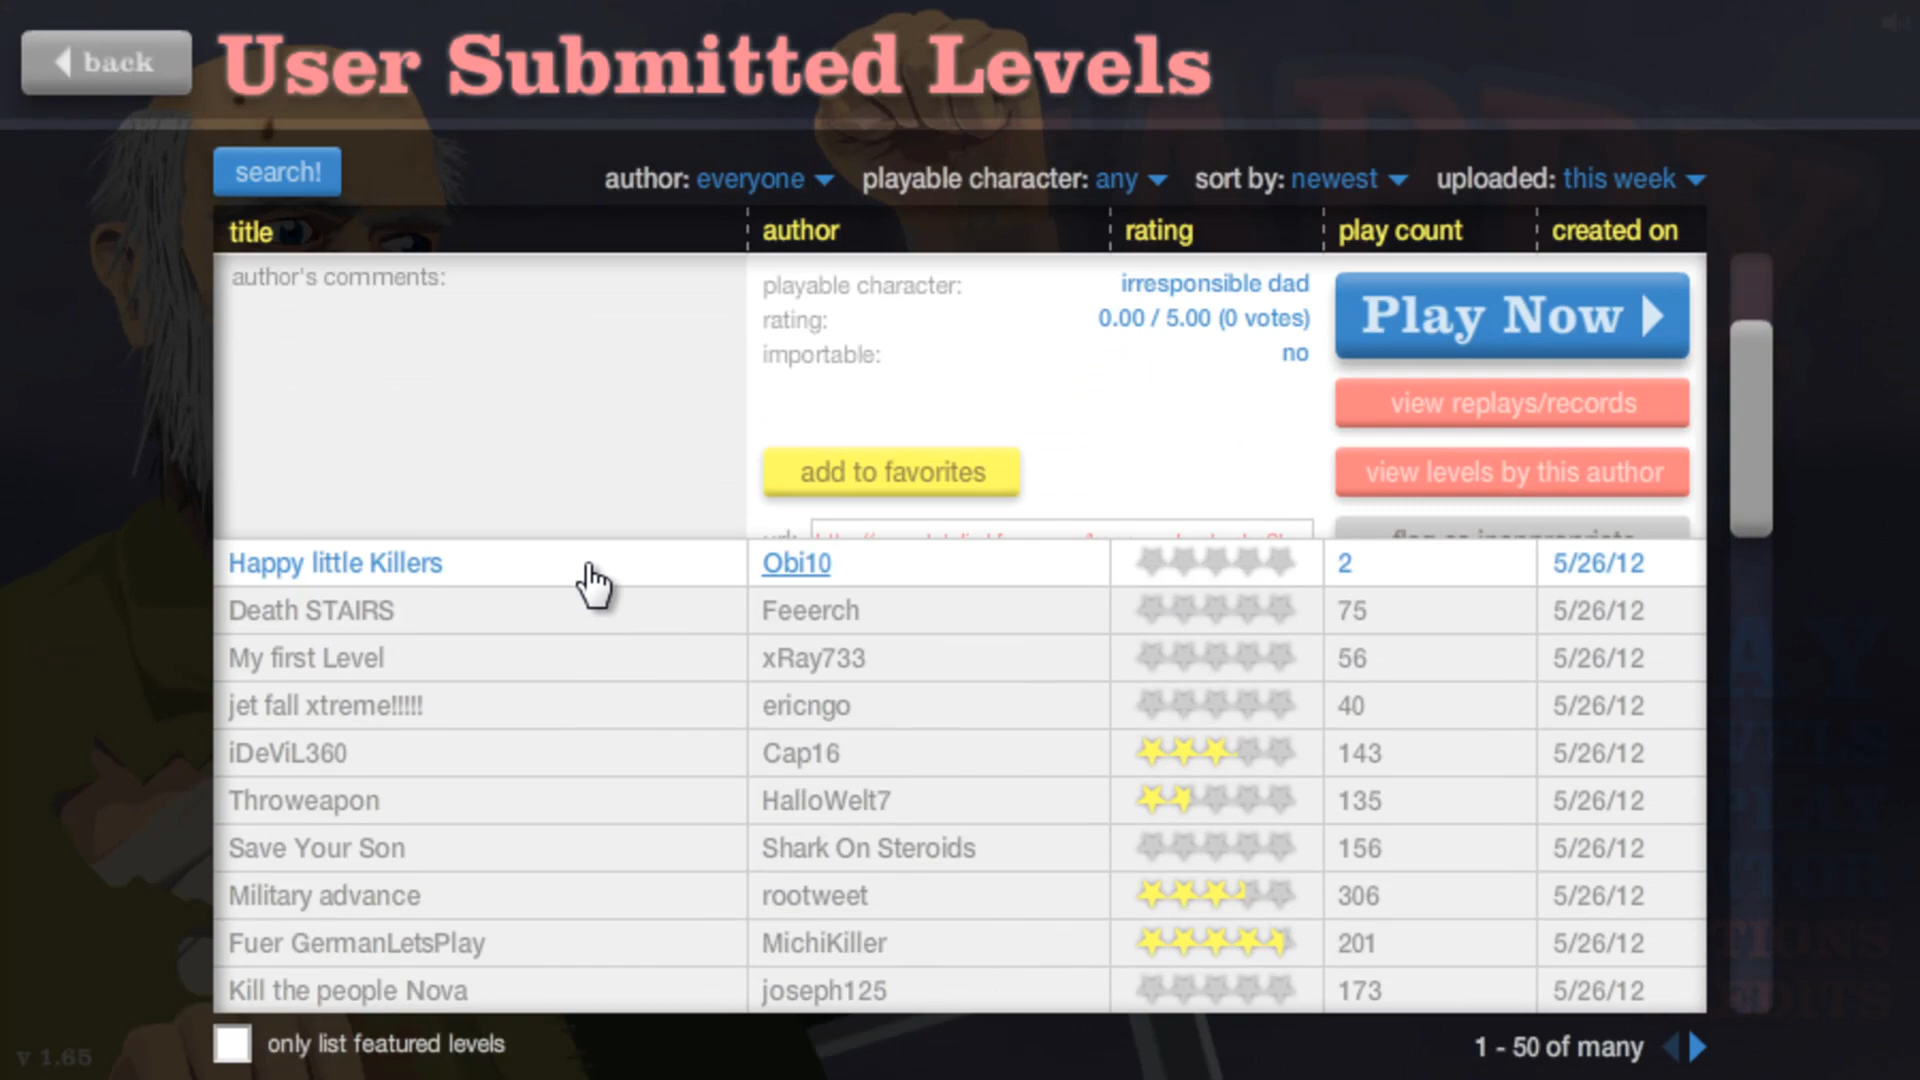 back
User Submitted Levels
search!
author: everyone
playable character: any
sort by: newest
uploaded: this week
title author rating play count created on
author's comments:
playable character: irresponsible dad
rating: 0.00 / 5.00 (0 votes)
importable: no
Play Now
view replays/records
add to favorites
view levels by this author
Happy little Killers Obi10 2 5/26/12
Death STAIRS Feeerch 75 5/26/12
My first Level xRay733 56 5/26/12
jet fall xtreme!!!!! ericngo 40 5/26/12
iDeViL360 Cap16 143 5/26/12
Throweapon HalloWelt7 135 5/26/12
Save Your Son Shark On Steroids 156 5/26/12
Military advance rootweet 306 5/26/12
Fuer GermanLetsPlay MichiKiller 201 5/26/12
Kill the people Nova joseph125 173 5/26/12
only list featured levels
1 - 50 of many
v 1.65